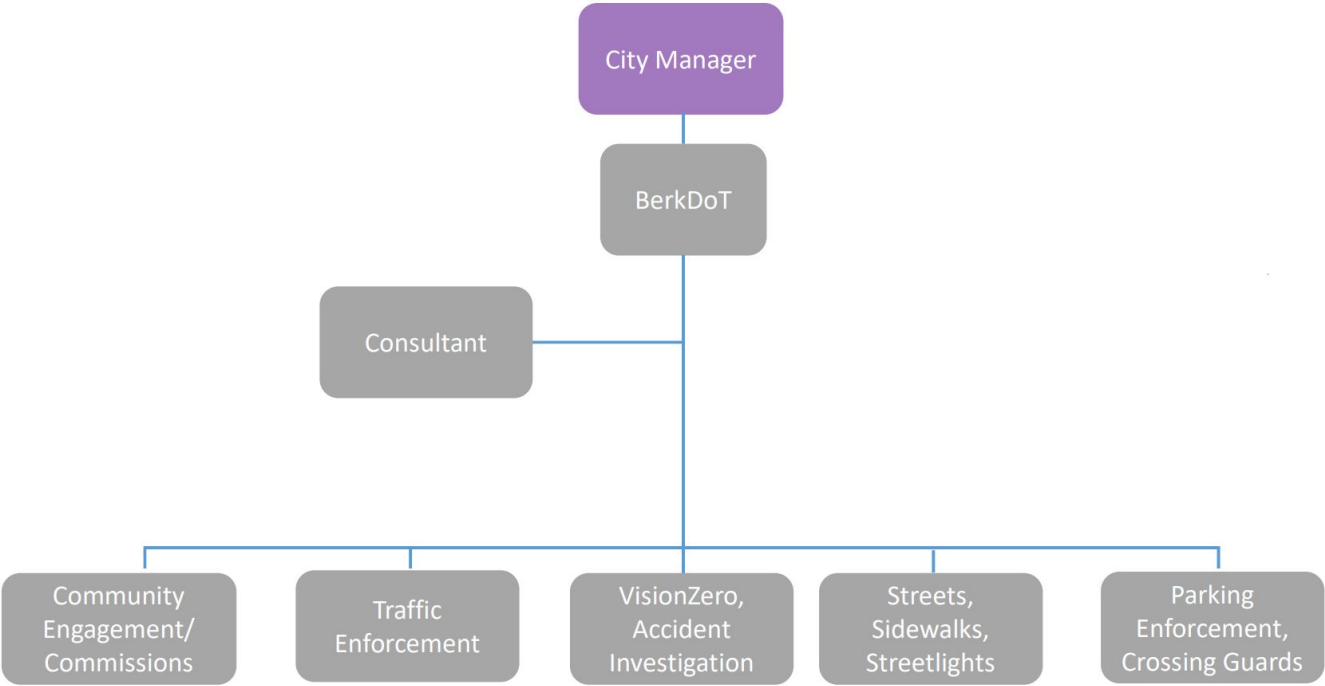 City Manager
BerkDoT
Consultant
Community
Engagement/
Commissions
Traffic
Enforcement
VisionZero,
Accident
Investigation
Streets,
Sidewalks,
Streetlights
Parking
Enforcement,
Crossing Guards